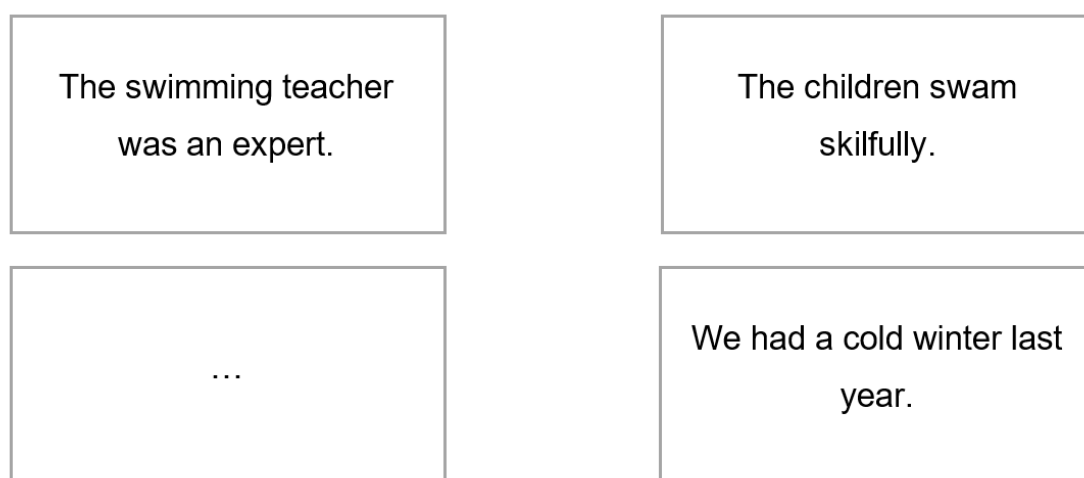 The swimming teacher
was an expert.
The children swam
skilfully.
...
We had a cold winter last
year.